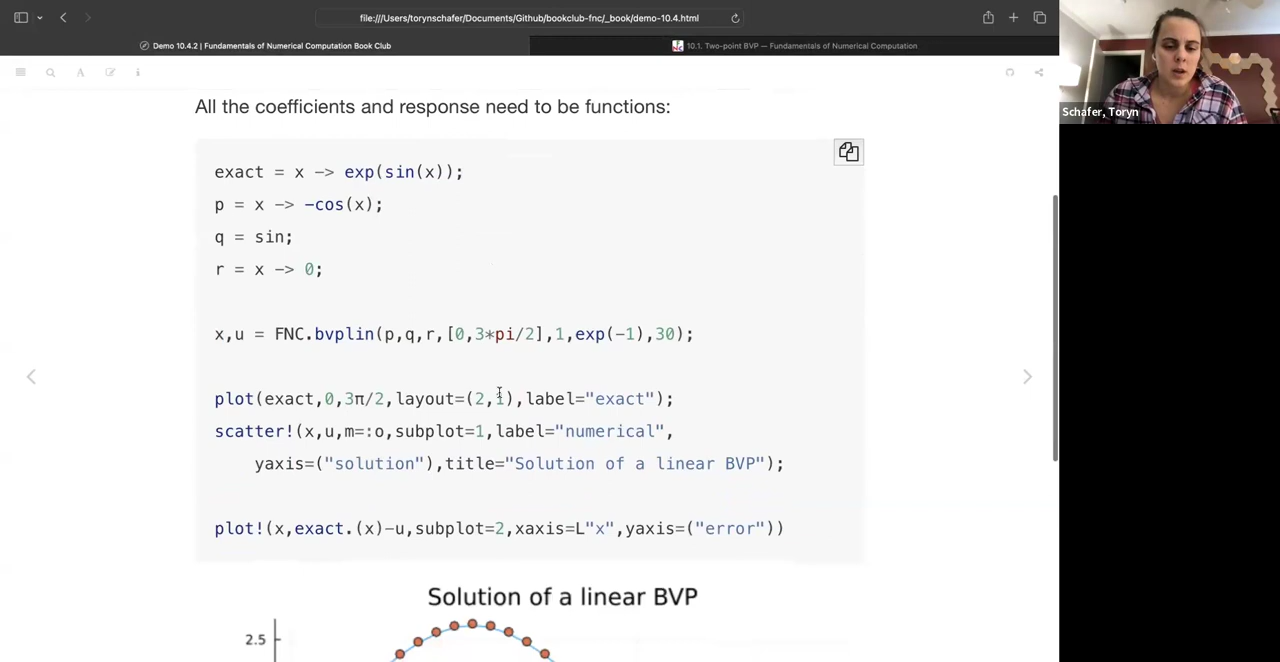 file:///Users/torynschafer/Documents/Github/bookclub-fnc/_book/demo-10.4.html
Demo 10.4.2 | Fundamentals of Numerical Computation Book Club
10.1. Two-point BVP — Fundamentals of Numerical Computation
Schafer, Toryn
All the coefficients and response need to be functions:
exact = x -> exp(sin(x));
p = x -> -cos(x);
q = sin;
r = x -> 0;
x,u = FNC.bvplin(p,q,r,[0,3*pi/2],1,exp(-1),30);
plot(exact,0,3π/2,layout=(2,1),label="exact");
scatter!(x,u,m=:o,subplot=1,label="numerical",
yaxis=("solution"),title="Solution of a linear BVP");
plot!(x,exact.(x)-u,subplot=2,xaxis=L"x",yaxis=("error"))
Solution of a linear BVP
2.5